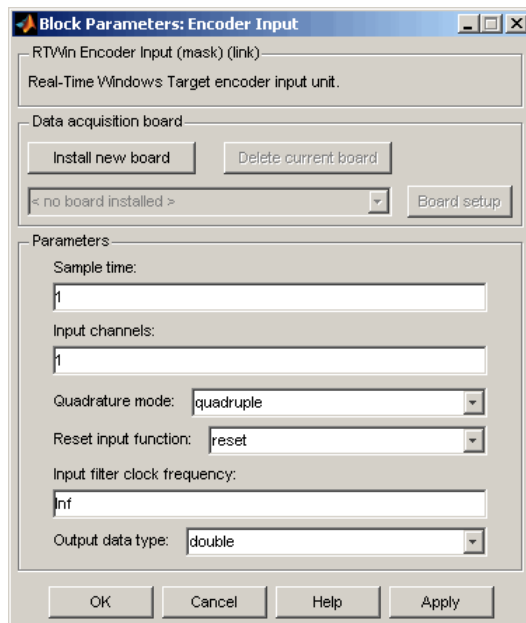 Block Parameters: Encoder Input
RTWin Encoder Input (mask) (link)
Real-Time Windows Target encoder input unit.
Data acquisition board
Install new board Delete current board
< no board installed > Board setup
Parameters
Sample time:
1
Input channels:
1
Quadrature mode: quadruple
Reset input function: reset
Input filter clock frequency:
Inf
Output data type: double
OK Cancel Help Apply